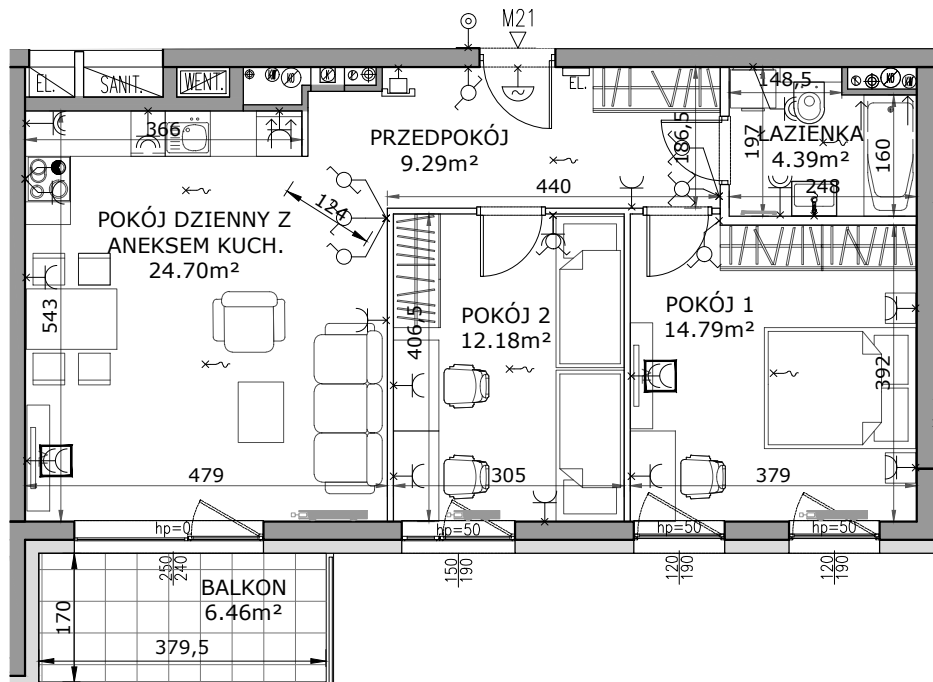 M21
EL.
SANIT.
WENT.
EL.
148,5
366
PRZEDPOKÓJ
9.29m²
186,5
197
ŁAZIENKA
4.39m²
160
440
248
124
POKÓJ DZIENNY Z
ANEKSEM KUCH.
24.70m²
543
406,5
POKÓJ 2
12.18m²
POKÓJ 1
14.79m²
392
479
305
379
hp=0
hp=50
hp=50
hp=50
250
240
150
190
120
190
120
190
BALKON
6.46m²
170
379,5